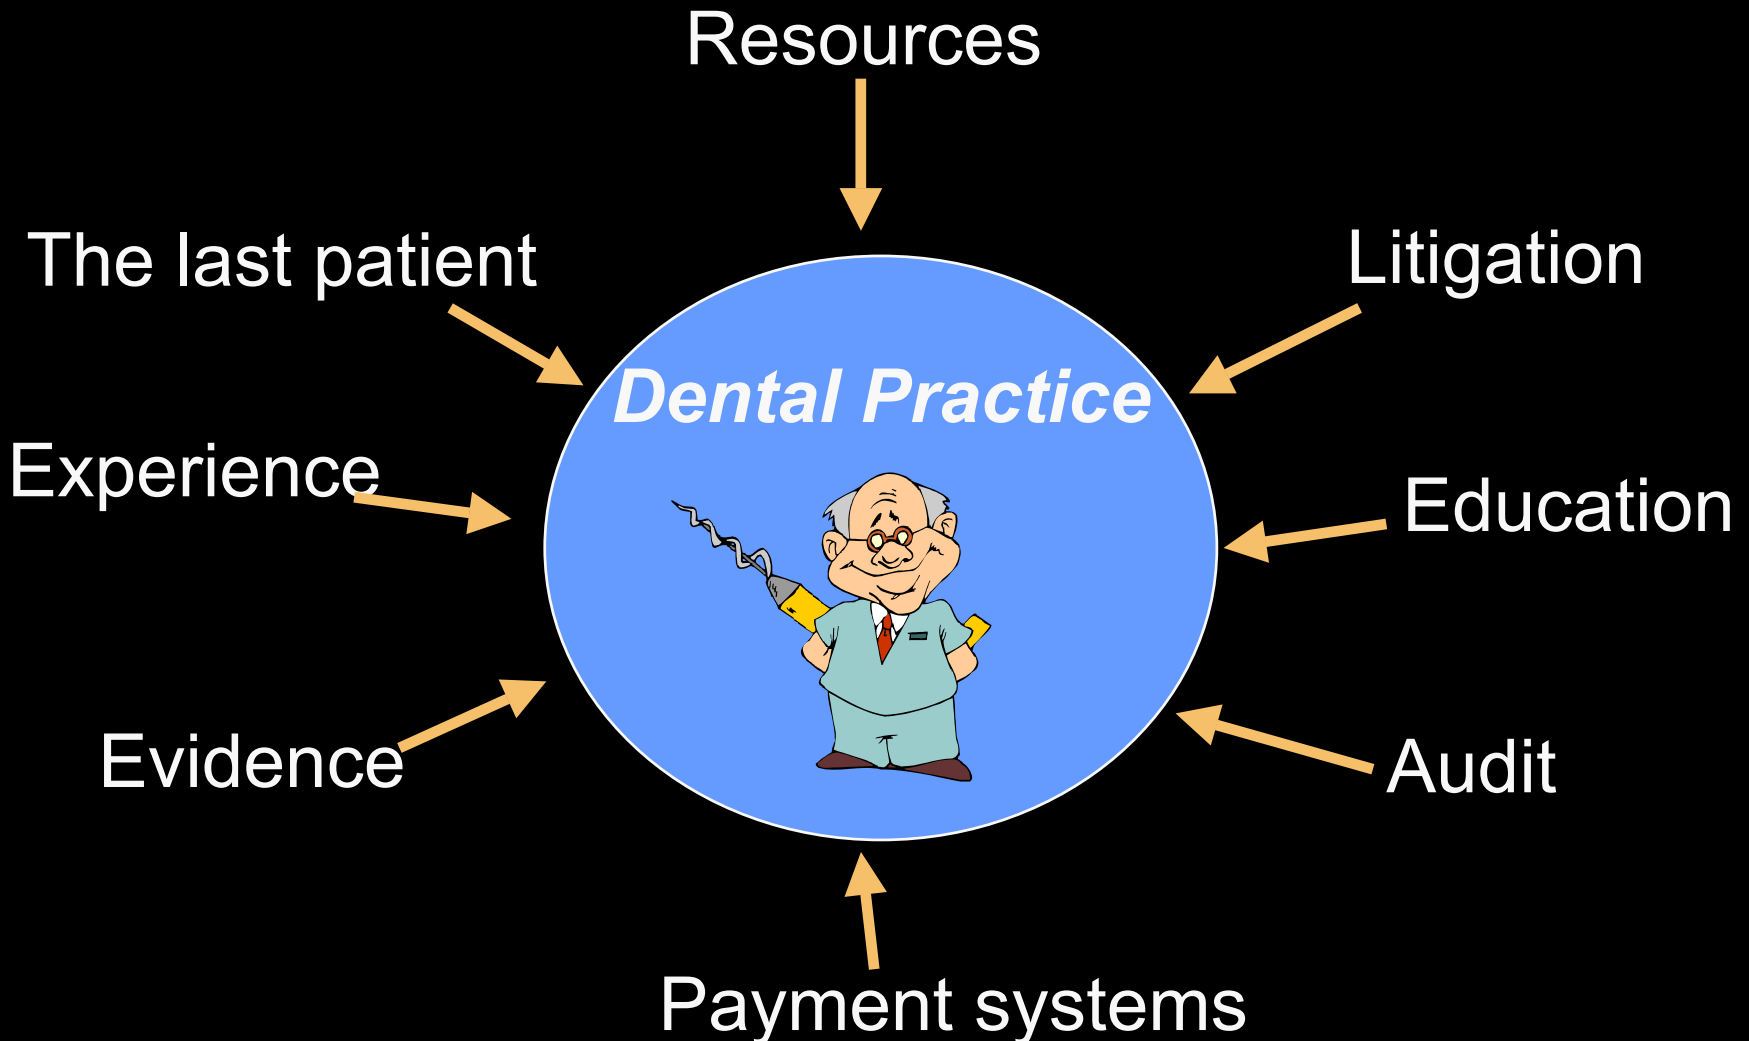 Resources
The last patient
Litigation
Dental Practice
Experience
Education
Evidence
Audit
Payment systems